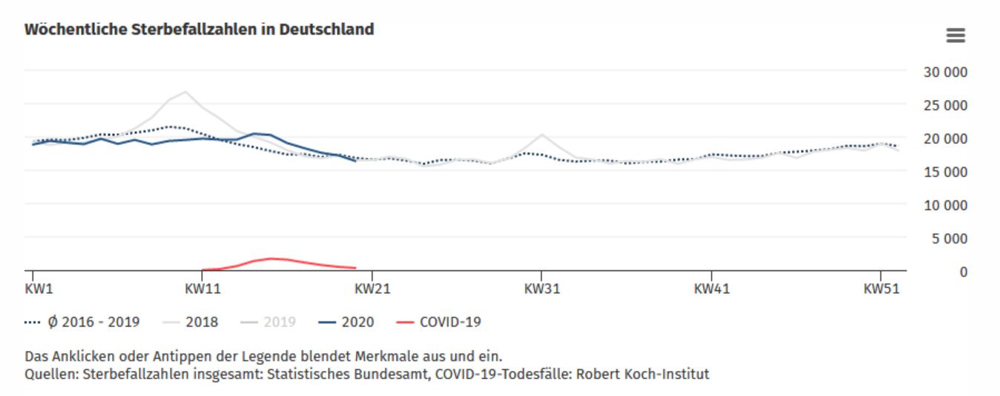 Wöchentliche Sterbefallzahlen in Deutschland
30 000
25 000
20 000
15 000
10 000
5 000
0
KW1 KW11 KW21 KW31 KW41 KW51
Ø 2016 - 2019 2018 2019 2020 COVID-19
Das Anklicken oder Antippen der Legende blendet Merkmale aus und ein.
Quellen: Sterbefallzahlen insgesamt: Statistisches Bundesamt, COVID-19-Todesfälle: Robert Koch-Institut